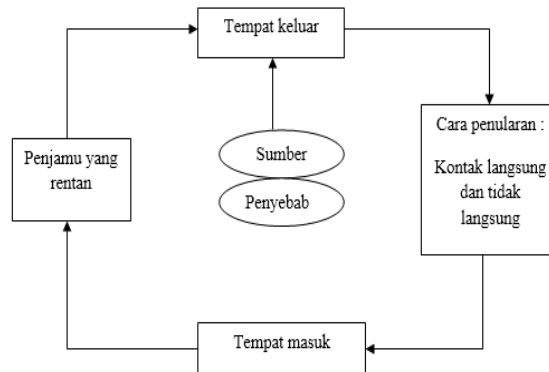 Tempat keluar
Cara penularan :
Kontak langsung
dan tidak
langsung
Penjamu yang
rentan
Sumber
Penyebab
Tempat masuk